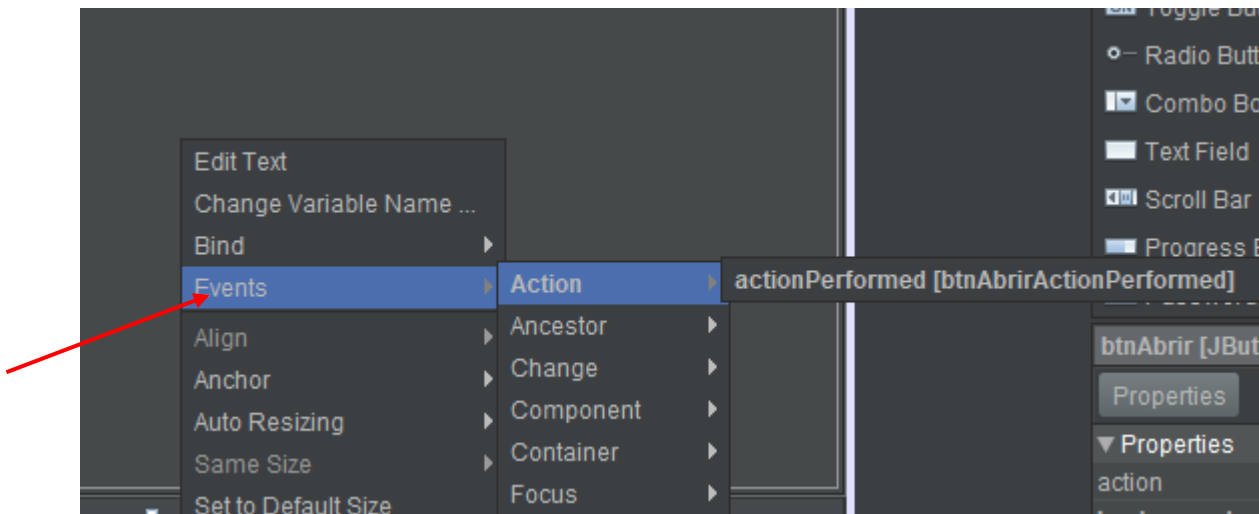 Radio Butt
Combo Bo
Text Field
Scroll Bar
Progress
Edit Text
Change Variable Name ...
Bind
Events
Align
Anchor
Auto Resizing
Same Size
Set to Default Size
Action
Ancestor
Change
Component
Container
Focus
actionPerformed [btnAbrirActionPerformed]
btnAbrir [JBut
Properties
Properties
action